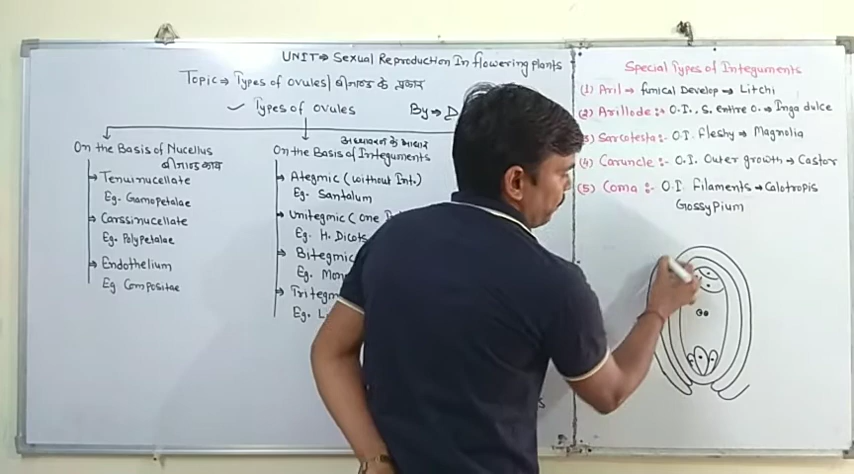 UNIT⇒ Sexual Reproduction In flowering plants
Topic⇒ Types of ovules| बीजाण्ड के प्रकार
Types of ovules
By→ D
On the Basis of Nucellus
→ Tenuinucellate
Eg. Gamopetalae
→ Carssinucellate
Eg. Polypetalae
→ Endothelium
Eg Compositae
अध्यावरण के आधार
On the Basis of Integuments
→ Ategmic (without Int.)
Eg. Santalum
→ Unitegmic (one
Eg. H. Dicots
→ Bitegmic
Eg. Mon
→ Tritegm
Eg. Li
Special Types of Integuments
(1) Aril → funical Develop → Litchi
(2) Arillode :→ O.I., S. entire O.→ Inga dulce
3) Sarcotesta:- O.I. fleshy → Magnolia
(4) Caruncle :- O.I. Outer growth → Castor
(5) Coma :- O.I filaments → Calotropis
Gossypium